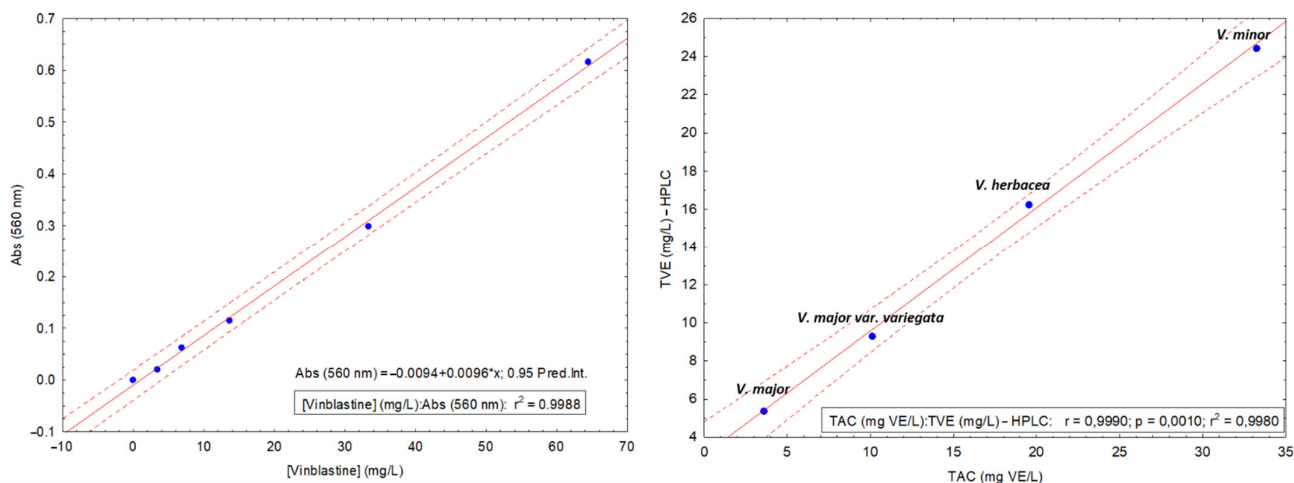 0.7
0.6
0.5
0.4
0.3
0.2
0.1
0.0
-0.1
-10 0 10 20 30 40 50 60 70
Abs (560 nm)
[Vinblastine] (mg/L)
Abs (560 nm) = –0.0094+0.0096*x; 0.95 Pred.Int.
[Vinblastine] (mg/L):Abs (560 nm): r² = 0.9988
26
24
22
20
18
16
14
12
10
8
6
4
0 5 10 15 20 25 30 35
TVE (mg/L) – HPLC
TAC (mg VE/L)
V. minor
V. herbacea
V. major var. variegata
V. major
TAC (mg VE/L):TVE (mg/L) – HPLC: r = 0,9990; p = 0,0010; r² = 0,9980